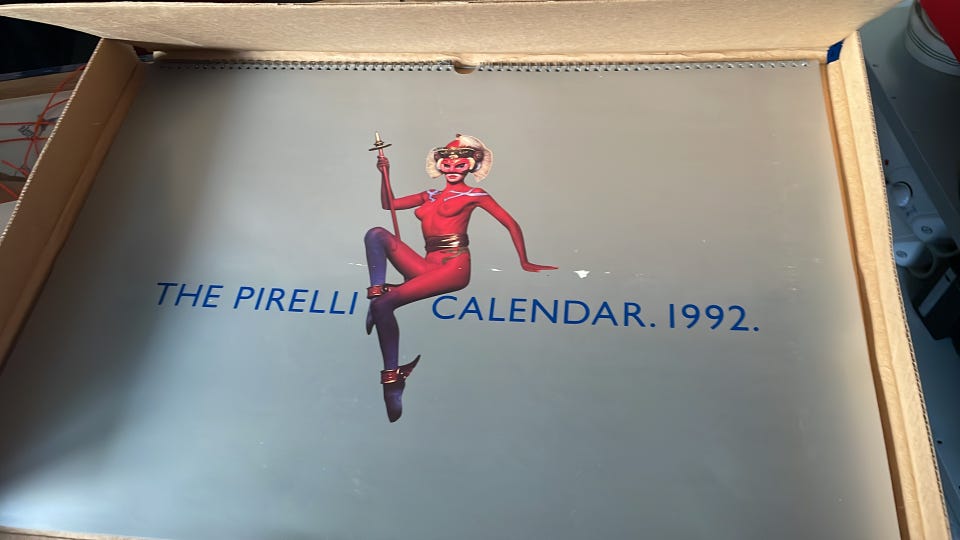 THE PIRELLI CALENDAR. 1992.